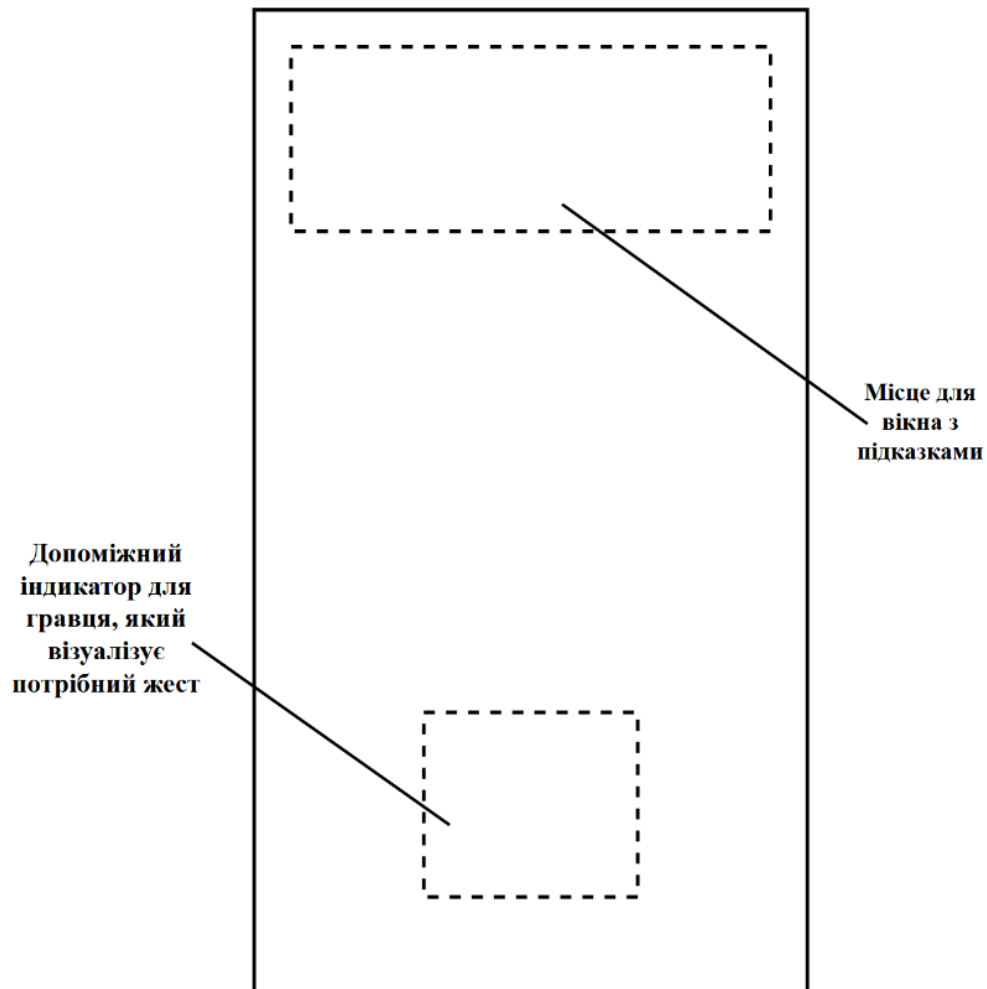 Місце для
вікна з
підказками
Допоміжний
індикатор для
гравця, який
візуалізує
потрібний жест